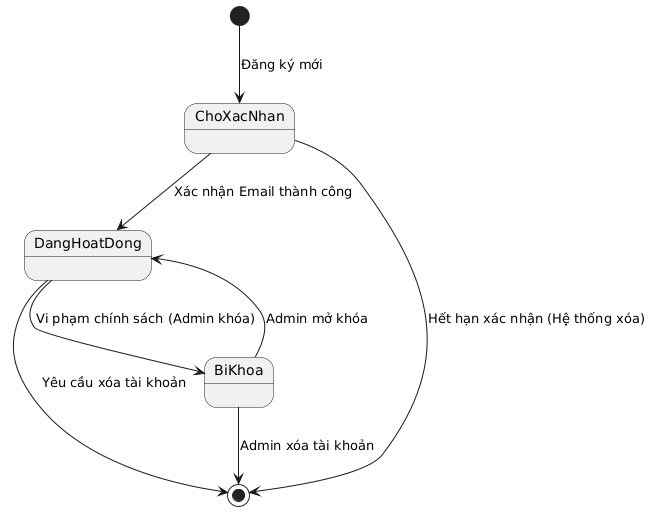 Đăng ký mới
ChoXacNhan
Xác nhận Email thành công
DangHoatDong
Vi phạm chính sách (Admin khóa)
Admin mở khóa
Hết hạn xác nhận (Hệ thống xóa)
BiKhoa
Yêu cầu xóa tài khoản
Admin xóa tài khoản